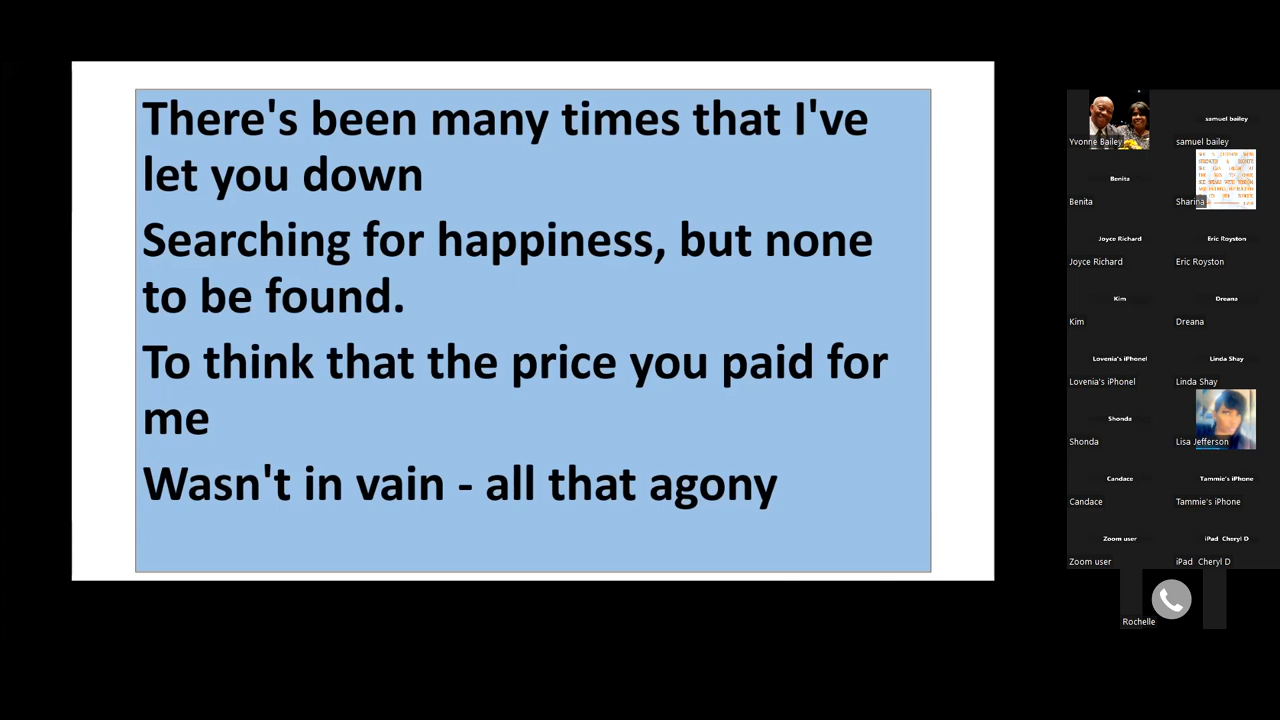 There's been many times that I've
let you down
Searching for happiness, but none
to be found.
To think that the price you paid for
me
Wasn't in vain - all that agony
Yvonne Bailey
samuel bailey
samuel bailey
Benita
Benita
Sharina
Joyce Richard
Joyce Richard
Eric Royston
Eric Royston
Kim
Kim
Dreana
Dreana
Lovenia's iPhonel
Lovenia's iPhonel
Linda Shay
Linda Shay
Shonda
Shonda
Lisa Jefferson
Candace
Candace
Tammie's iPhone
Tammie's iPhone
Zoom user
Zoom user
iPad Cheryl D
iPad Cheryl D
Rochelle